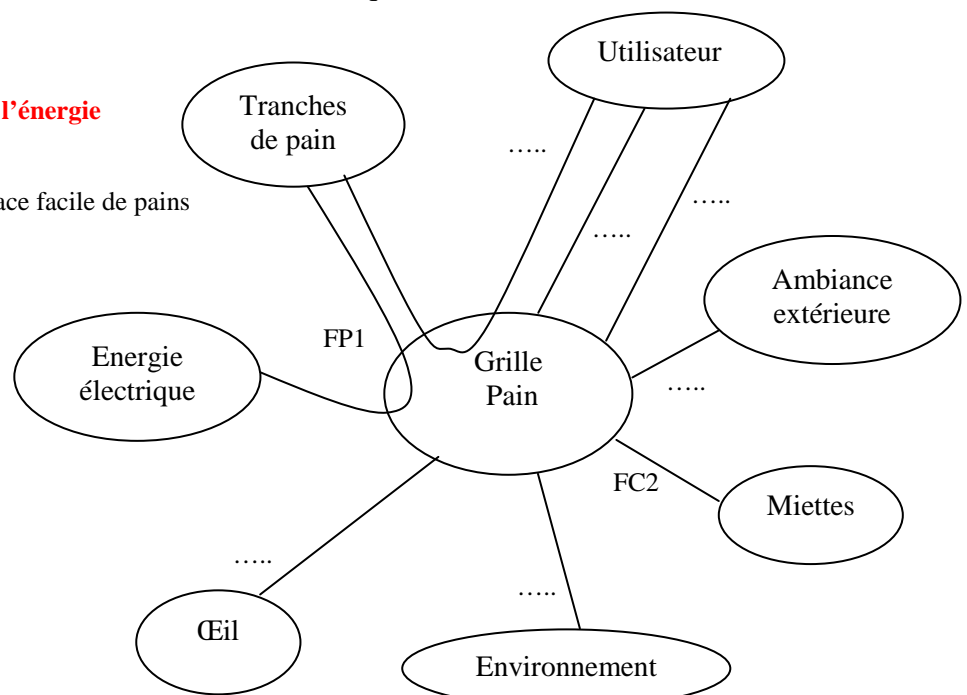 Utilisateur
Tranches
de pain
l'énergie
…..
ace facile de pains
…..
…..
Ambiance
extérieure
FP1
Grille
Pain
Energie
électrique
…..
FC2
Miettes
…..
…..
Œil
Environnement